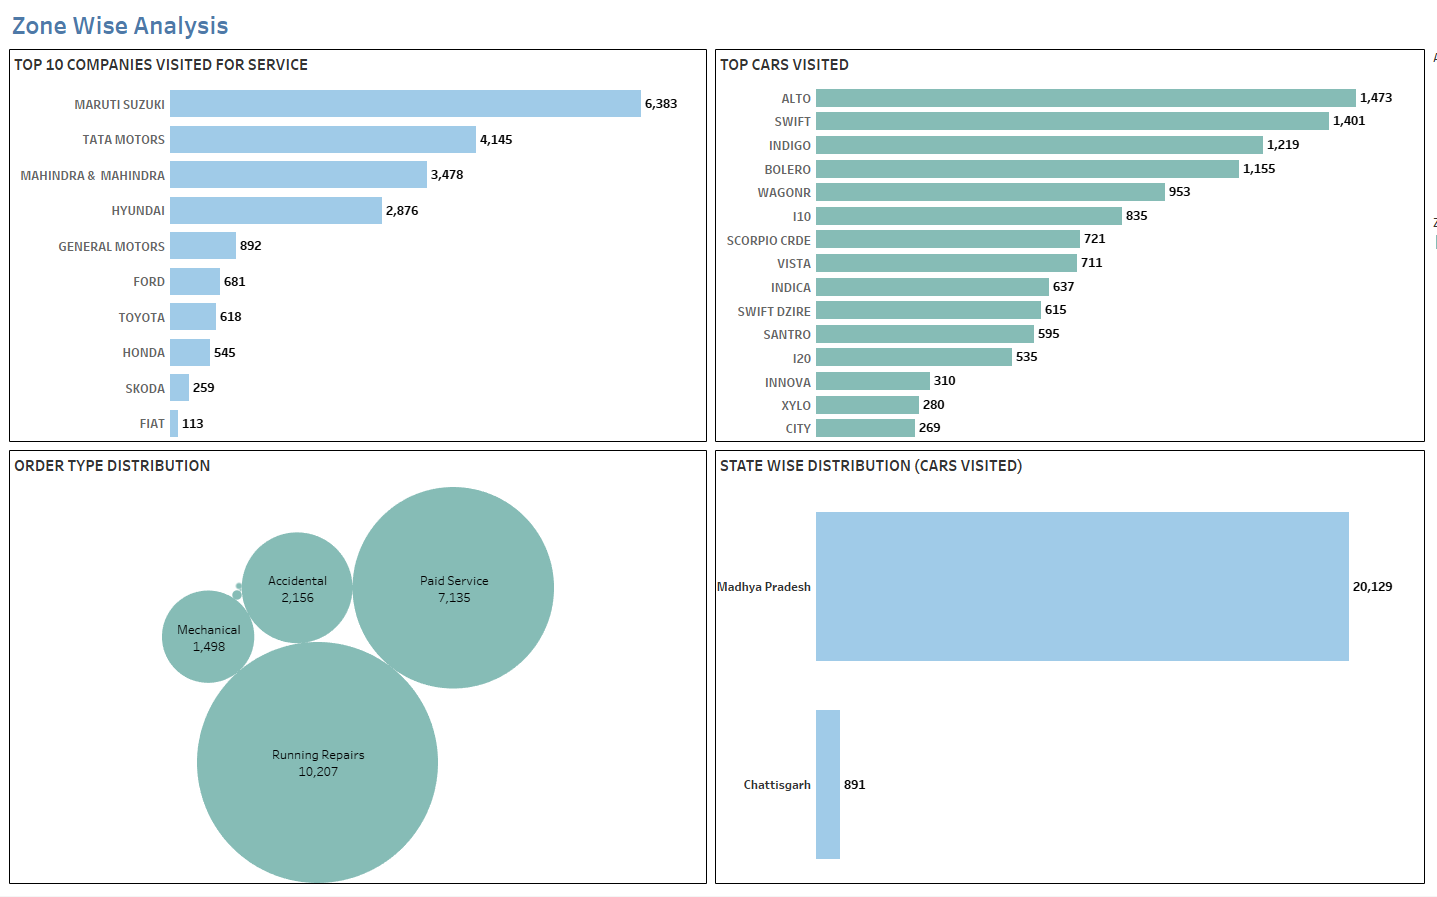 Zone Wise Analysis
TOP 10 COMPANIES VISITED FOR SERVICE
MARUTI SUZUKI 6,383
TATA MOTORS 4,145
MAHINDRA & MAHINDRA 3,478
HYUNDAI 2,876
GENERAL MOTORS 892
FORD 681
TOYOTA 618
HONDA 545
SKODA 259
FIAT 113
TOP CARS VISITED
ALTO 1,473
SWIFT 1,401
INDIGO 1,219
BOLERO 1,155
WAGONR 953
I10 835
SCORPIO CRDE 721
VISTA 711
INDICA 637
SWIFT DZIRE 615
SANTRO 595
I20 535
INNOVA 310
XYLO 280
CITY 269
ORDER TYPE DISTRIBUTION
Accidental
2,156
Paid Service
7,135
Mechanical
1,498
Running Repairs
10,207
STATE WISE DISTRIBUTION (CARS VISITED)
Madhya Pradesh 20,129
Chattisgarh 891